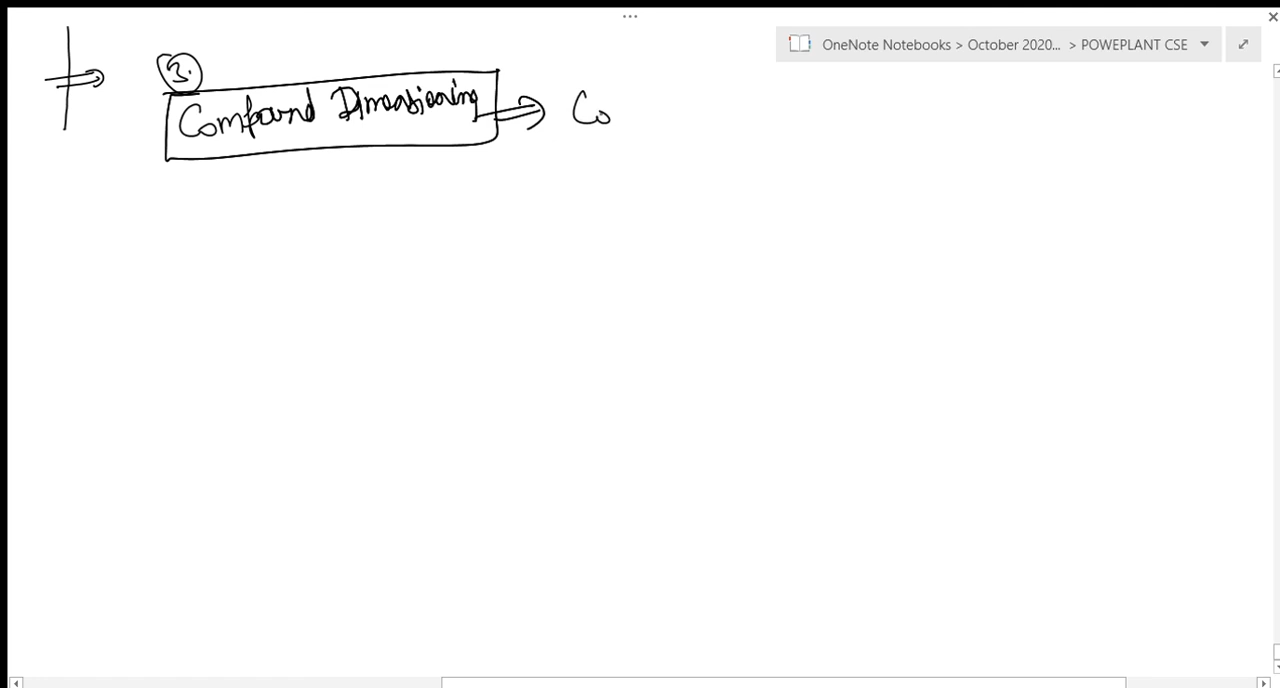 ...
OneNote Notebooks > October 2020... > POWEPLANT CSE
3.
Compound Dimensioning ⇒ Co